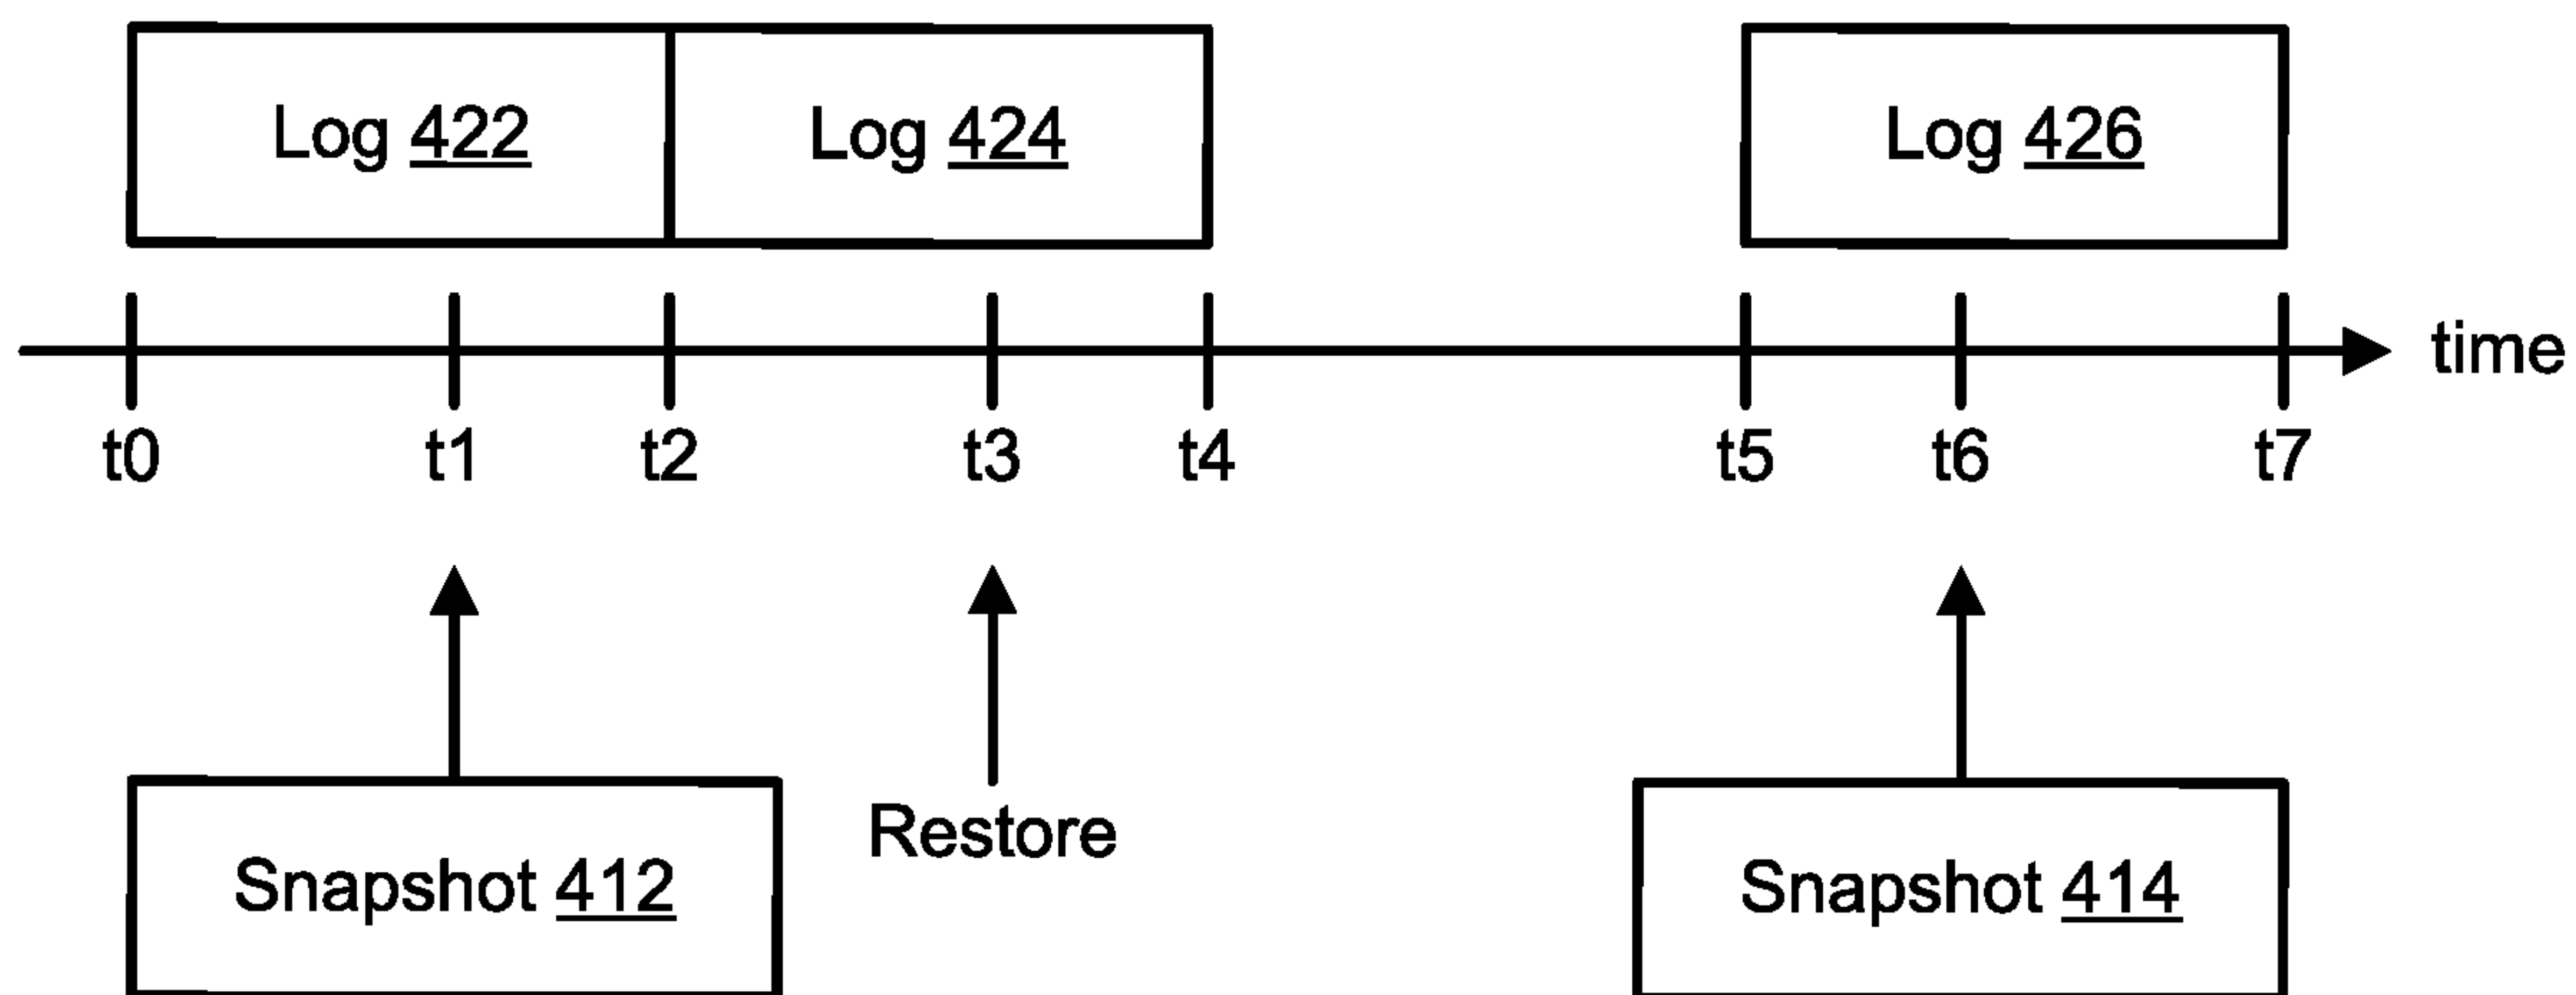 Log 422
Log 424
Log 426
time
t0
t1
t2
t3
t4
t5
t6
t7
Restore
Snapshot 412
Snapshot 414